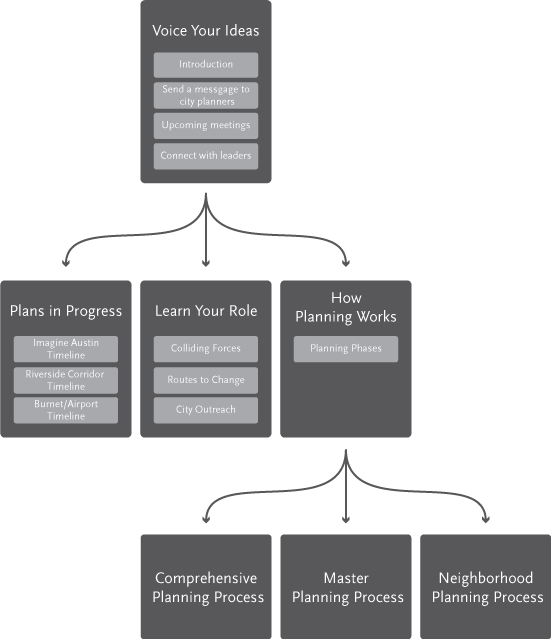 Voice Your Ideas
Introduction
Send a messgage to
city planners
Upcoming meetings
Connect with leaders
Plans in Progress
Imagine Austin
Timeline
Riverside Corridor
Timeline
Burnet/Airport
Timeline
Learn Your Role
Colliding Forces
Routes to Change
City Outreach
How
Planning Works
Planning Phases
Comprehensive
Planning Process
Master
Planning Process
Neighborhood
Planning Process